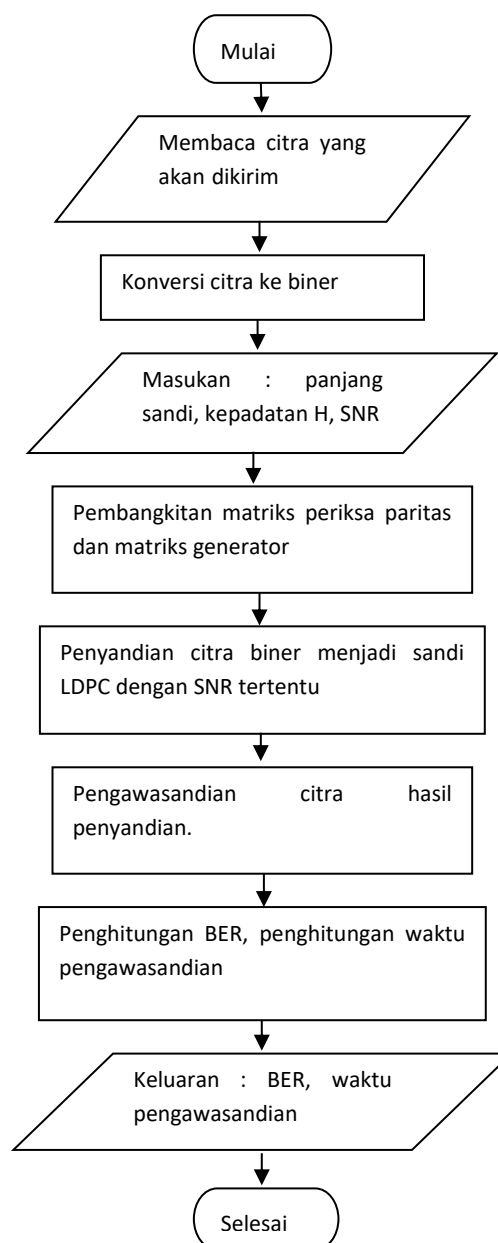 Mulai
Membaca citra yang
akan dikirim
Konversi citra ke biner
Masukan : panjang
sandi, kepadatan H, SNR
Pembangkitan matriks periksa paritas
dan matriks generator
Penyandian citra biner menjadi sandi
LDPC dengan SNR tertentu
Pengawasandian citra hasil
penyandian.
Penghitungan BER, penghitungan waktu
pengawasandian
Keluaran : BER, waktu
pengawasandian
Selesai